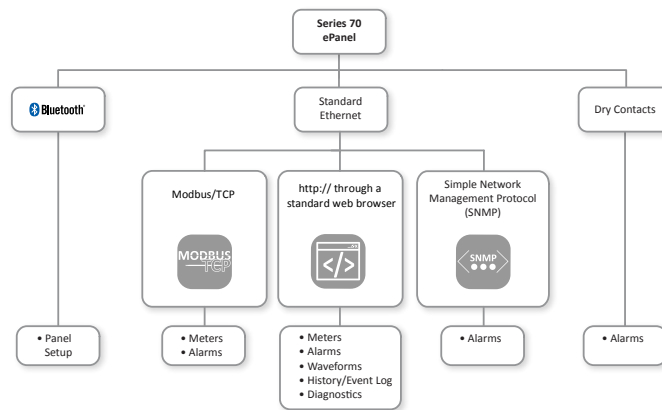 Series 70
ePanel
Bluetooth®
Standard
Ethernet
Dry Contacts
Modbus/TCP
http:// through a
standard web browser
Simple Network
Management Protocol
(SNMP)
MODBUS
TCP
</>
SNMP
• Panel
Setup
• Meters
• Alarms
• Meters
• Alarms
• Waveforms
• History/Event Log
• Diagnostics
• Alarms
• Alarms